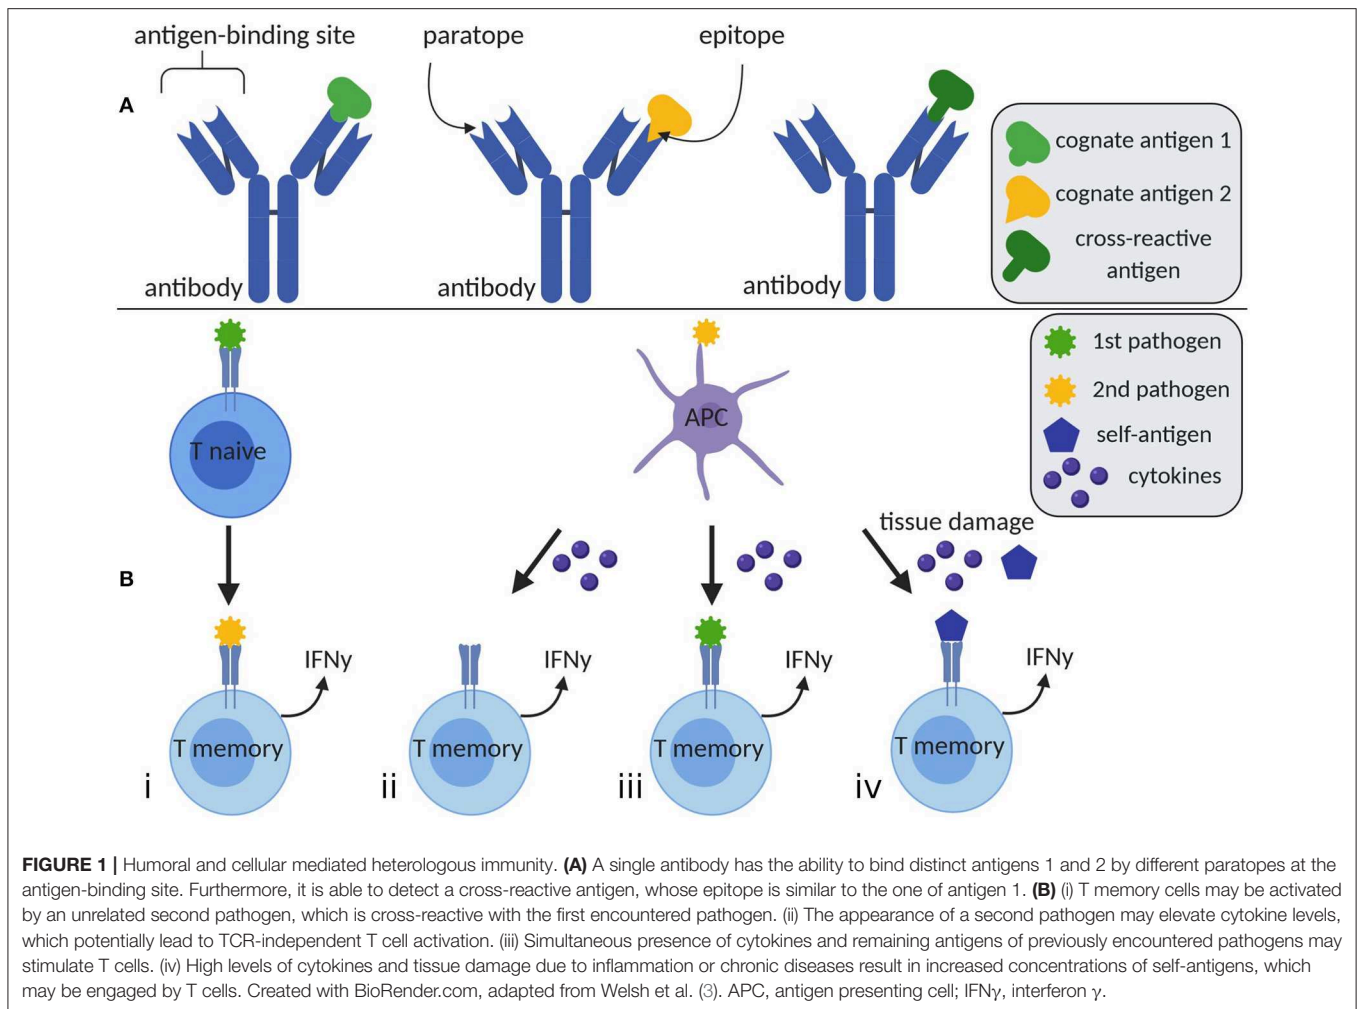 antigen-binding site
paratope
epitope
A
antibody
antibody
antibody
cognate antigen 1
cognate antigen 2
cross-reactive
antigen
1st pathogen
2nd pathogen
self-antigen
cytokines
T naive
APC
tissue damage
B
IFNy
IFNy
IFNy
IFNy
T memory
T memory
T memory
T memory
i
ii
iii
iv
FIGURE 1 | Humoral and cellular mediated heterologous immunity. (A) A single antibody has the ability to bind distinct antigens 1 and 2 by different paratopes at the
antigen-binding site. Furthermore, it is able to detect a cross-reactive antigen, whose epitope is similar to the one of antigen 1. (B) (i) T memory cells may be activated
by an unrelated second pathogen, which is cross-reactive with the first encountered pathogen. (ii) The appearance of a second pathogen may elevate cytokine levels,
which potentially lead to TCR-independent T cell activation. (iii) Simultaneous presence of cytokines and remaining antigens of previously encountered pathogens may
stimulate T cells. (iv) High levels of cytokines and tissue damage due to inflammation or chronic diseases result in increased concentrations of self-antigens, which
may be engaged by T cells. Created with BioRender.com, adapted from Welsh et al. (3). APC, antigen presenting cell; IFNγ, interferon γ.